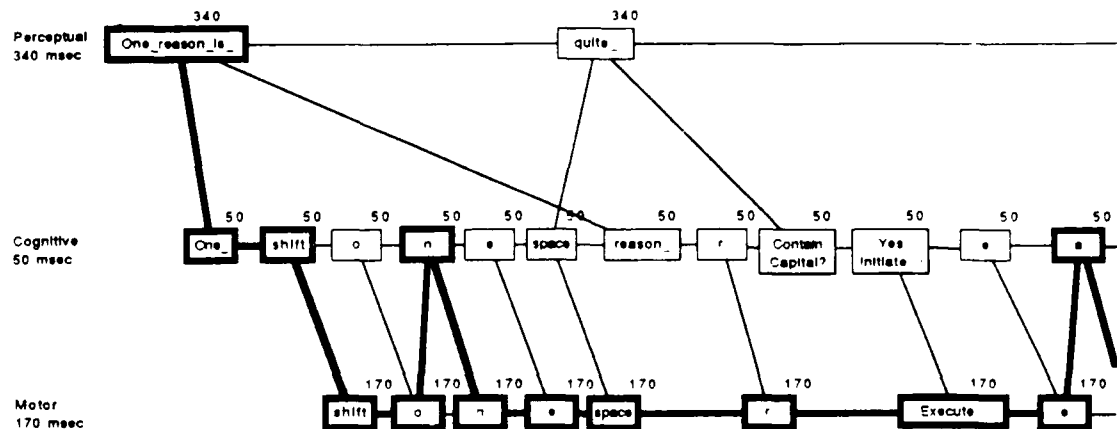 340 340
Perceptual One_reason_is_ quite_
340 msec
50 50 50 50 50 50 50 50 50 50 50 50
Cognitive One_ shift o n e space reason_ r Contain Yes e a
50 msec Capital? Initiate
170 170 170 170 170 170 170 170
Motor shift o n e space r Execute e
170 msec